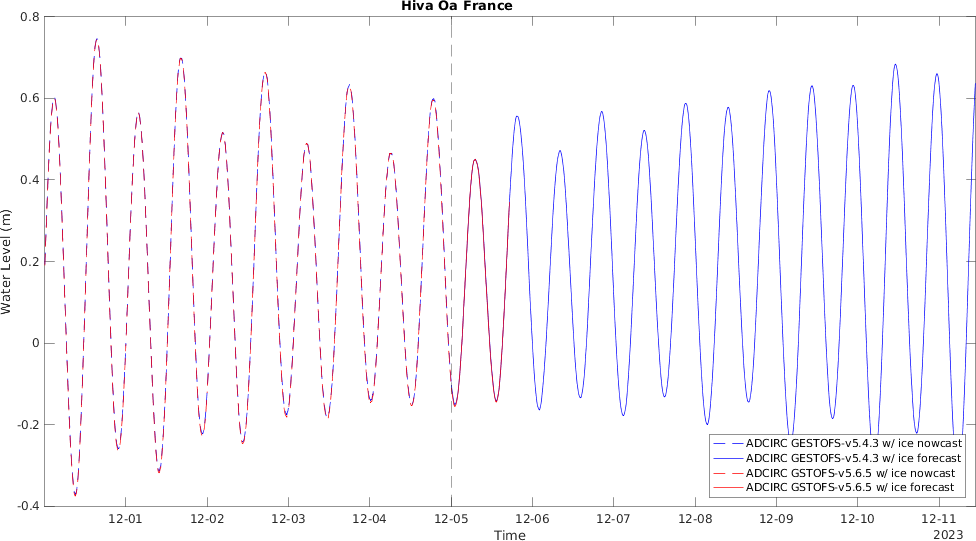 Hiva Oa France
0.8
0.6
0.4
0.2
0
-0.2
-0.4
Water Level (m)
ADCIRC GESTOFS-v5.4.3 w/ ice nowcast
ADCIRC GESTOFS-v5.4.3 w/ ice forecast
ADCIRC GSTOFS-v5.6.5 w/ ice nowcast
ADCIRC GSTOFS-v5.6.5 w/ ice forecast
12-01 12-02 12-03 12-04 12-05 12-06 12-07 12-08 12-09 12-10 12-11
Time
2023